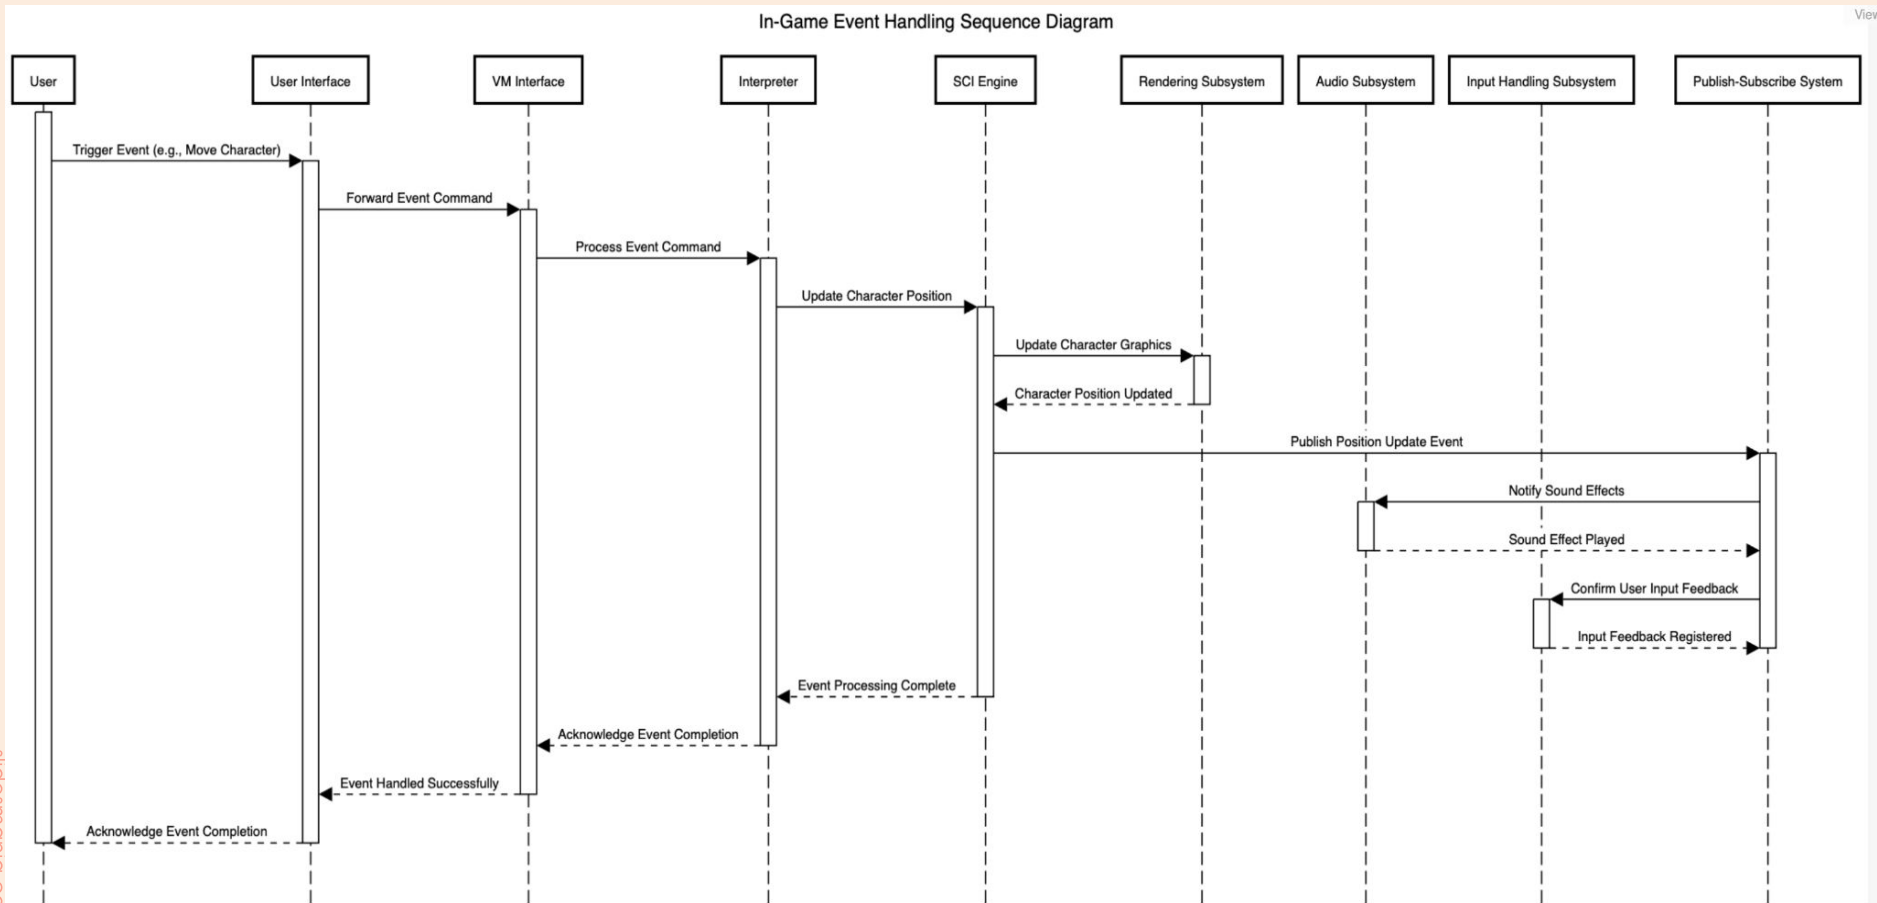 View
In-Game Event Handling Sequence Diagram
User
User Interface
VM Interface
Interpreter
SCI Engine
Rendering Subsystem
Audio Subsystem
Input Handling Subsystem
Publish-Subscribe System
Trigger Event (e.g., Move Character)
Forward Event Command
Process Event Command
Update Character Position
Update Character Graphics
Character Position Updated
Publish Position Update Event
Notify Sound Effects
Sound Effect Played
Confirm User Input Feedback
Input Feedback Registered
Event Processing Complete
Acknowledge Event Completion
Event Handled Successfully
Acknowledge Event Completion